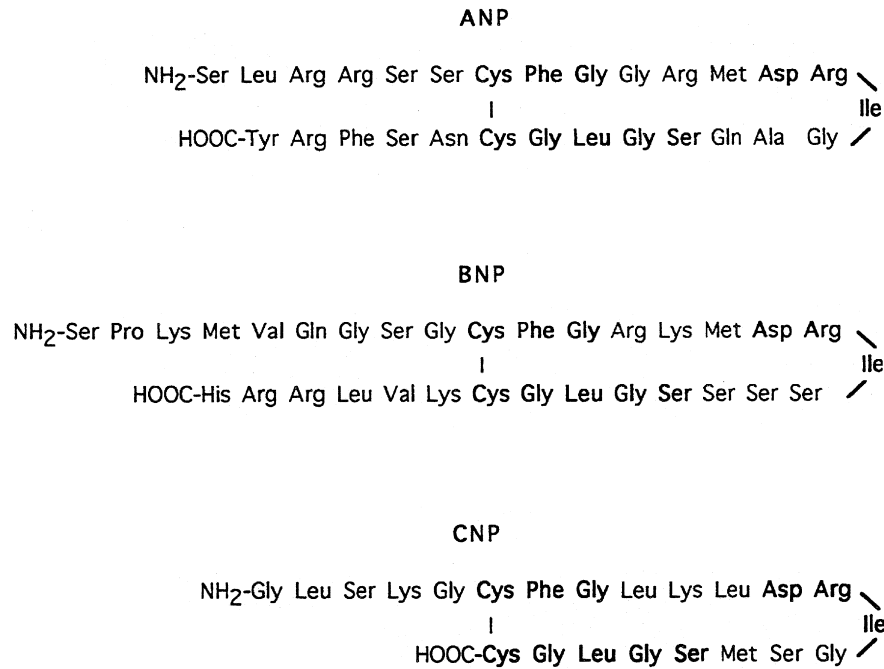 ANP
NH2-Ser Leu Arg Arg Ser Ser Cys Phe Gly Gly Arg Met Asp Arg
Ile
HOOC-Tyr Arg Phe Ser Asn Cys Gly Leu Gly Ser Gln Ala Gly
BNP
NH2-Ser Pro Lys Met Val Gln Gly Ser Gly Cys Phe Gly Arg Lys Met Asp Arg
Ile
HOOC-His Arg Arg Leu Val Lys Cys Gly Leu Gly Ser Ser Ser Ser
CNP
NH2-Gly Leu Ser Lys Gly Cys Phe Gly Leu Lys Leu Asp Arg
Ile
HOOC-Cys Gly Leu Gly Ser Met Ser Gly